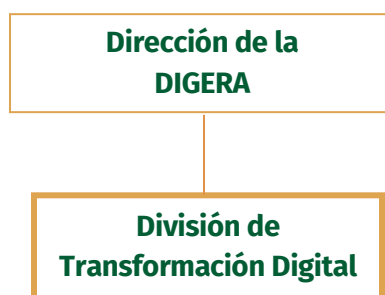 Dirección de la
DIGERA
División de
Transformación Digital